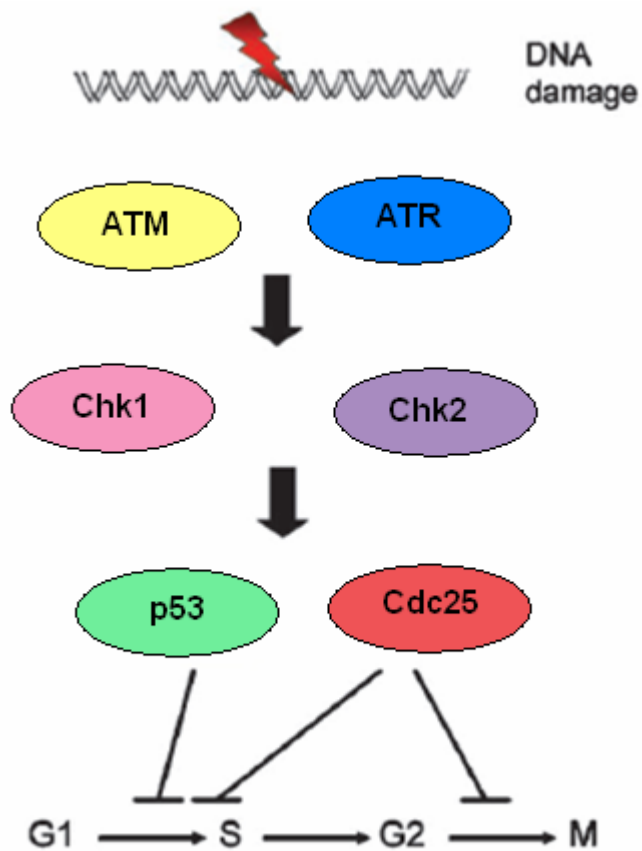 DNA
damage
ATM
ATR
Chk1
Chk2
p53
Cdc25
G1 S G2 M